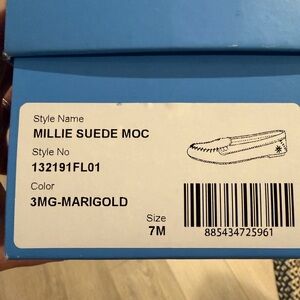 Style Name
MILLIE SUEDE MOC
Style No
132191FL01
Color
3MG-MARIGOLD
Size
7M
885434725961